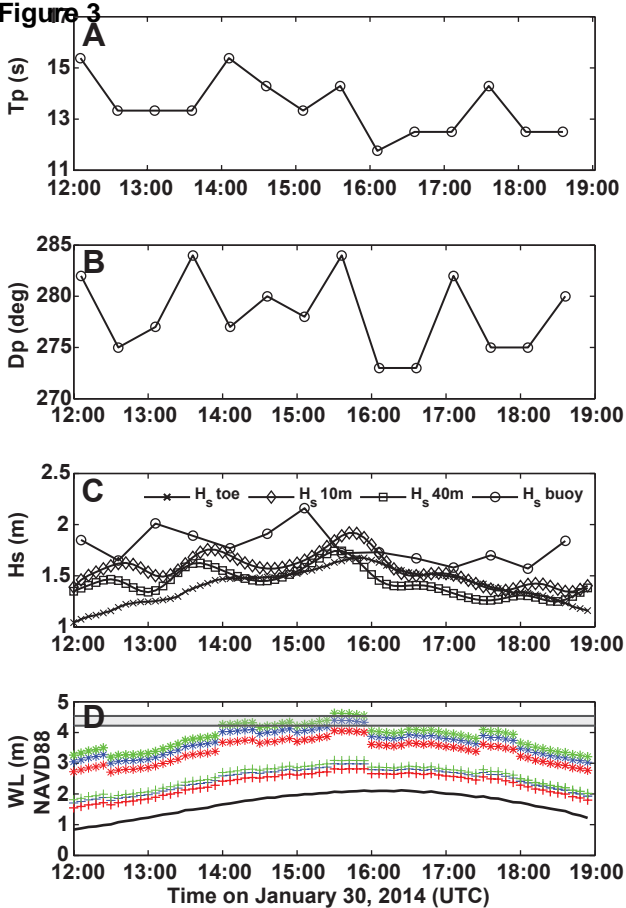 Figure 3
17
A
15
13
11
Tp (s)
12:00 13:00 14:00 15:00 16:00 17:00 18:00 19:00
285
B
280
275
270
Dp (deg)
12:00 13:00 14:00 15:00 16:00 17:00 18:00 19:00
2.5
C
Hs toe Hs 10m Hs 40m Hs buoy
2
1.5
1
Hs (m)
12:00 13:00 14:00 15:00 16:00 17:00 18:00 19:00
5
D
4
3
2
1
0
WL (m)
NAVD88
12:00 13:00 14:00 15:00 16:00 17:00 18:00 19:00
Time on January 30, 2014 (UTC)